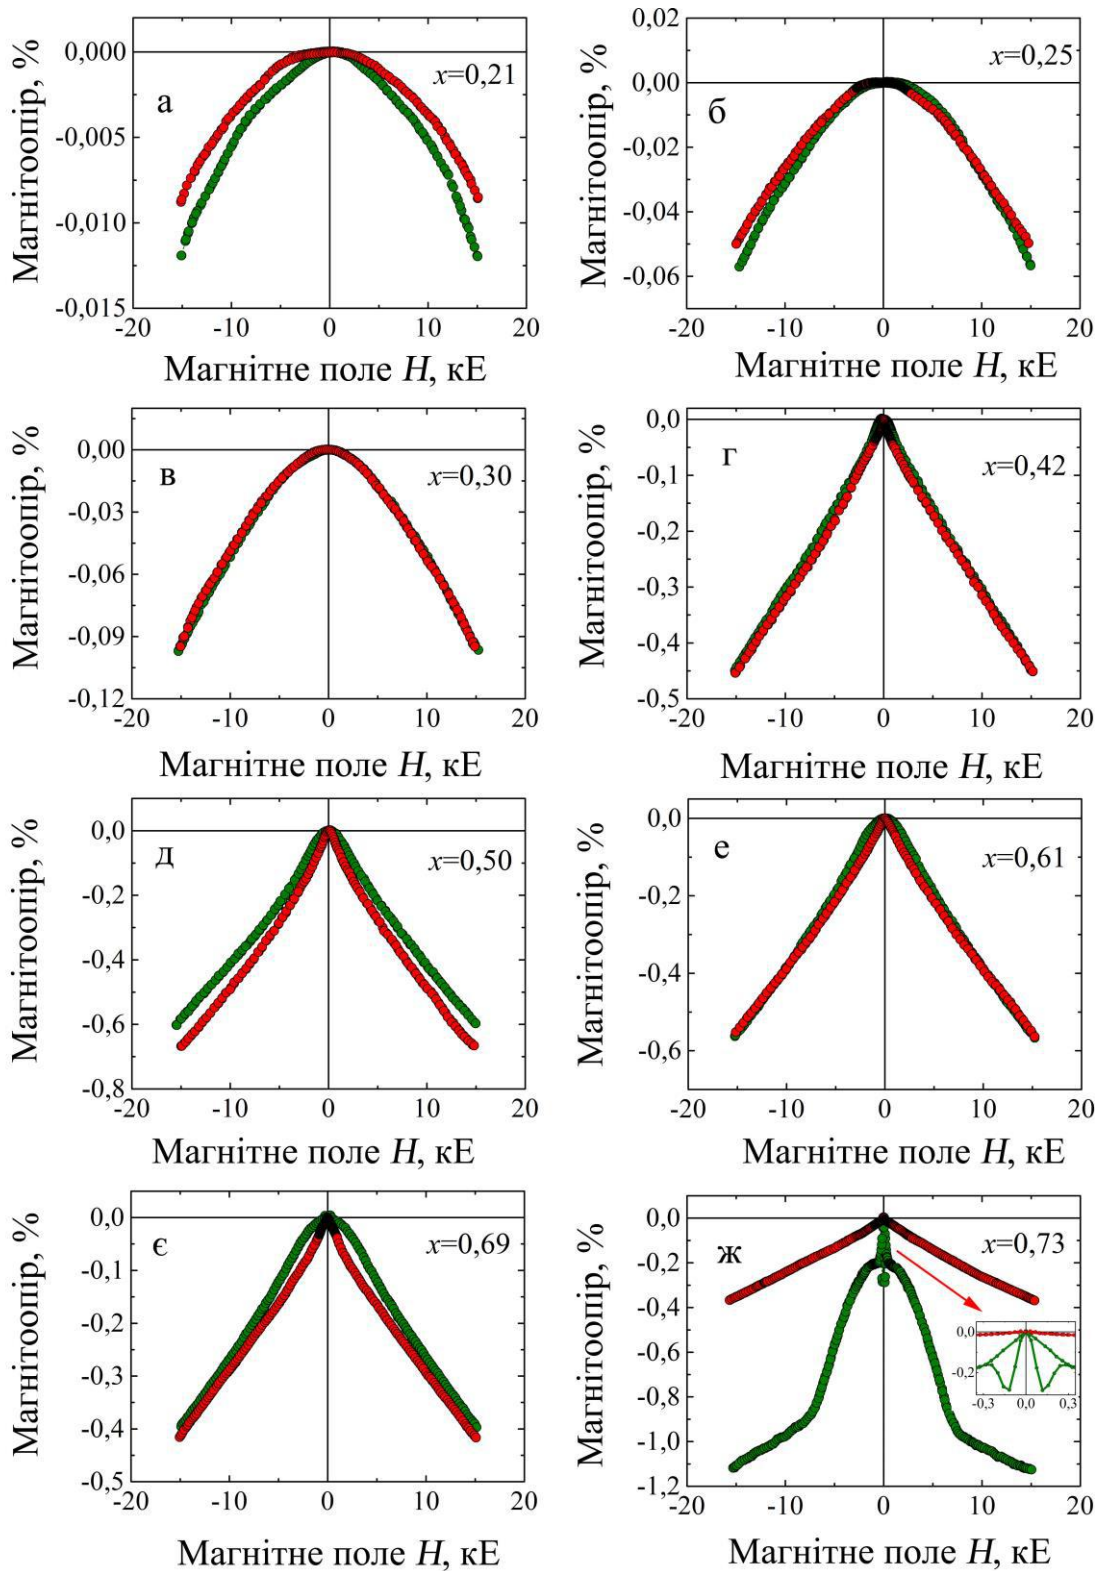 Магнітоопір, %
0,000
-0,005
-0,010
-0,015
а
x=0,21
-20 -10 0 10 20
Магнітне поле H, кЕ
Магнітоопір, %
0,02
0,00
-0,02
-0,04
-0,06
б
x=0,25
-20 -10 0 10 20
Магнітне поле H, кЕ
Магнітоопір, %
0,00
-0,03
-0,06
-0,09
-0,12
в
x=0,30
-20 -10 0 10 20
Магнітне поле H, кЕ
Магнітоопір, %
0,0
-0,1
-0,2
-0,3
-0,4
-0,5
г
x=0,42
-20 -10 0 10 20
Магнітне поле H, кЕ
Магнітоопір, %
0,0
-0,2
-0,4
-0,6
-0,8
д
x=0,50
-20 -10 0 10 20
Магнітне поле H, кЕ
Магнітоопір, %
0,0
-0,2
-0,4
-0,6
е
x=0,61
-20 -10 0 10 20
Магнітне поле H, кЕ
Магнітоопір, %
0,0
-0,1
-0,2
-0,3
-0,4
-0,5
є
x=0,69
-20 -10 0 10 20
Магнітне поле H, кЕ
Магнітоопір, %
0,0
-0,2
-0,4
-0,6
-0,8
-1,0
-1,2
ж
x=0,73
0,0
-0,2
-0,3 0,0 0,3
-20 -10 0 10 20
Магнітне поле H, кЕ